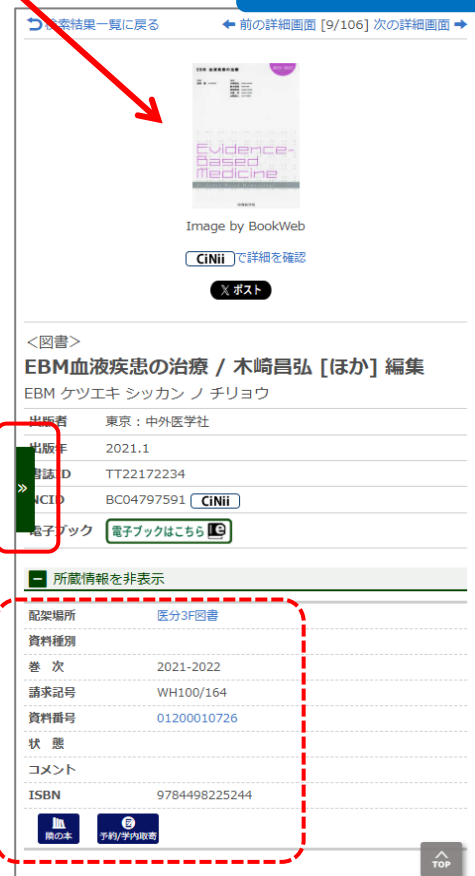 検索結果一覧に戻る 前の詳細画面 [9/106] 次の詳細画面
EBM 血液疾患の治療
2021-2022
Evidence-
Based
Medicine
中外医学社
Image by BookWeb
CiNii で詳細を確認
X ポスト
<図書>
EBM血液疾患の治療 / 木崎昌弘 [ほか] 編集
EBM ケツエキ シッカン ノ チリョウ
出版者 東京 : 中外医学社
出版年 2021.1
書誌ID TT22172234
» NCID BC04797591 CiNii
電子ブック 電子ブックはこちら
所蔵情報を非表示
配架場所 医分3F図書
資料種別
巻 次 2021-2022
請求記号 WH100/164
資料番号 01200010726
状 態
コメント
ISBN 9784498225244
隣の本 予約/学内取寄
TOP